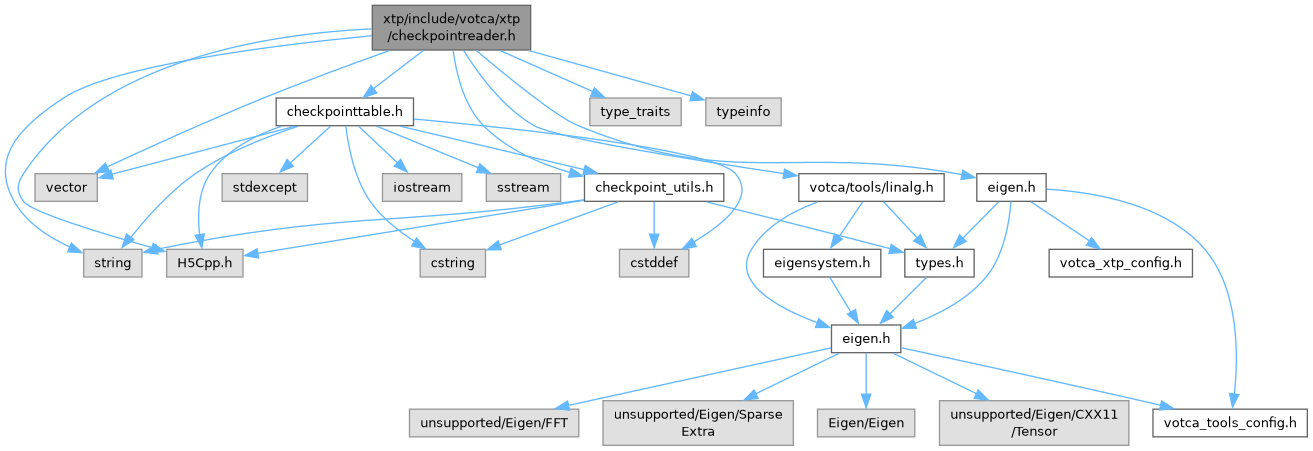 xtp/include/votca/xtp
/checkpointreader.h
checkpointtable.h
type_traits
typeinfo
vector
stdexcept
iostream
sstream
checkpoint_utils.h
votca/tools/linalg.h
eigen.h
string
H5Cpp.h
cstring
cstddef
eigensystem.h
types.h
votca_xtp_config.h
eigen.h
unsupported/Eigen/FFT
unsupported/Eigen/Sparse
Extra
Eigen/Eigen
unsupported/Eigen/CXX11
/Tensor
votca_tools_config.h